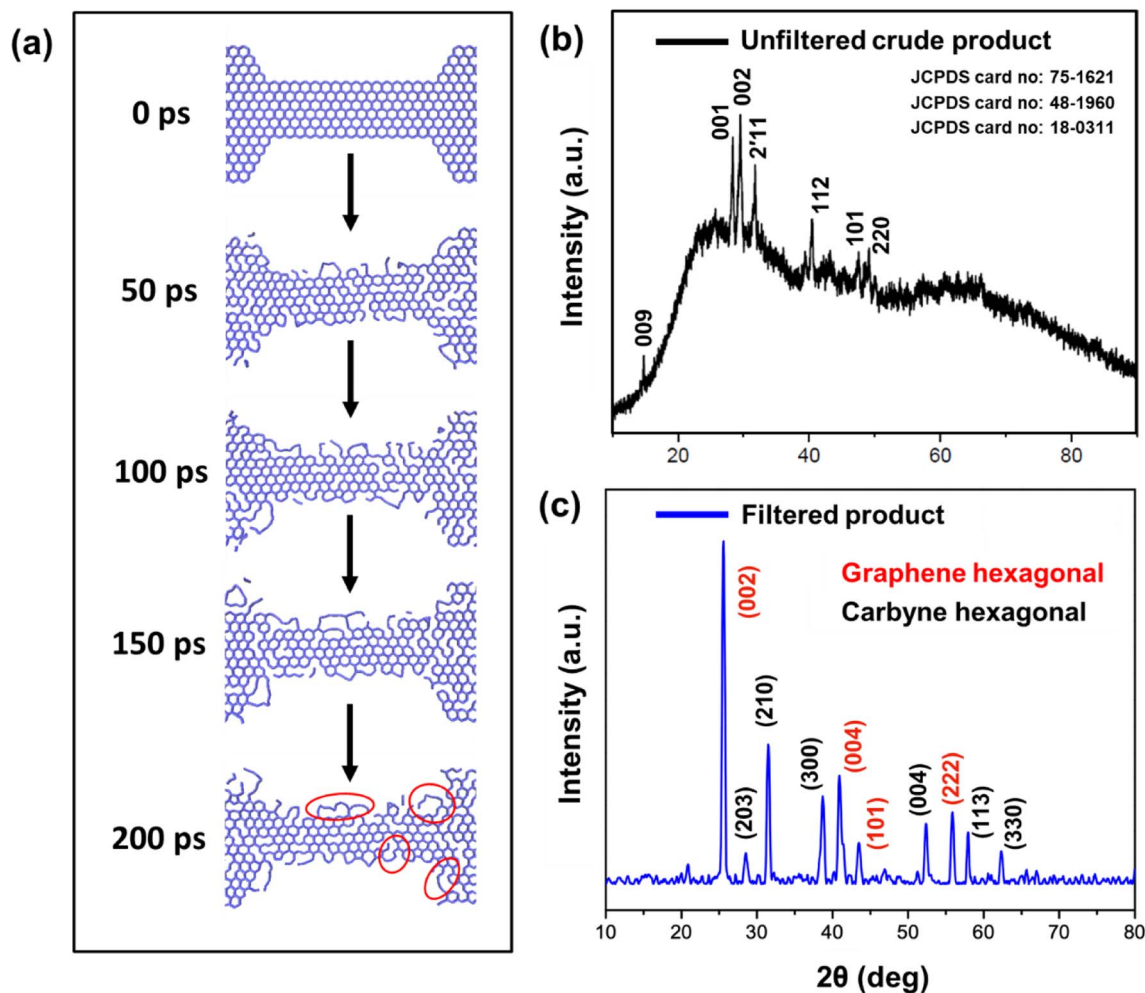 (a)
0 ps
50 ps
100 ps
150 ps
200 ps
(b)
Unfiltered crude product
JCPDS card no: 75-1621
JCPDS card no: 48-1960
JCPDS card no: 18-0311
009
001
002
2'11
112
101
220
Intensity (a.u.)
20
40
60
80
(c)
Filtered product
Graphene hexagonal
Carbyne hexagonal
(002)
(203)
(210)
(300)
(004)
(101)
(004)
(222)
(113)
(330)
Intensity (a.u.)
10
20
30
40
50
60
70
80
2θ (deg)